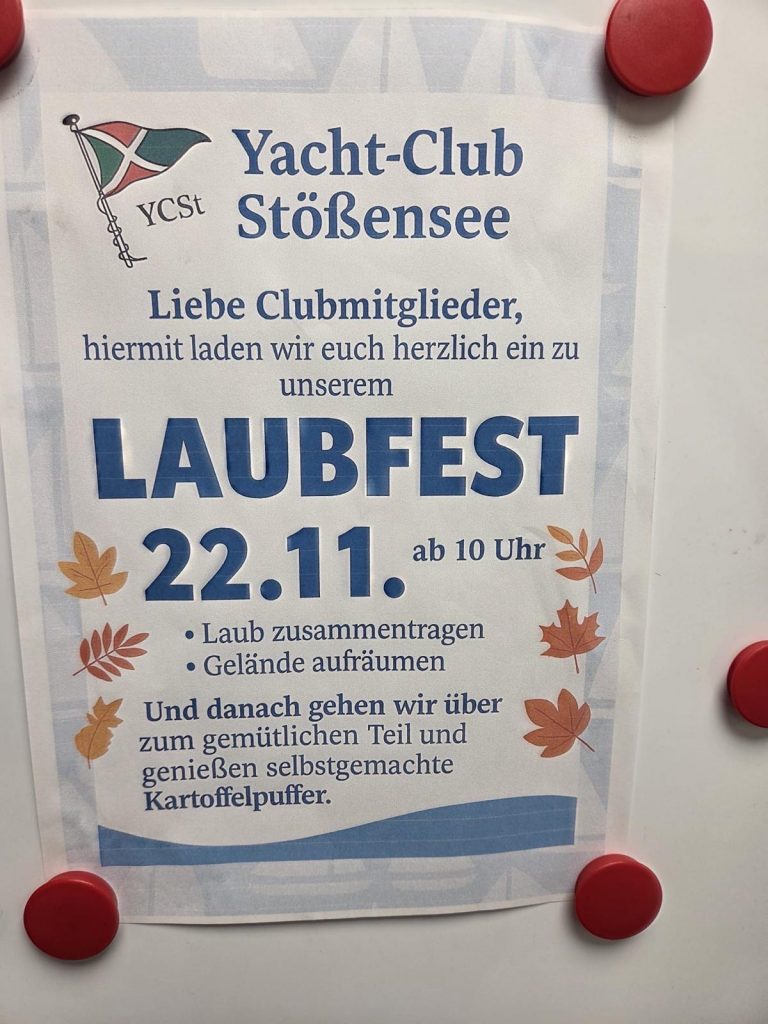 YCSt
Yacht-Club
Stößensee
Liebe Clubmitglieder,
hiermit laden wir euch herzlich ein zu
unserem
LAUBFEST
22.11. ab 10 Uhr
• Laub zusammentragen
• Gelände aufräumen
Und danach gehen wir über
zum gemütlichen Teil und
genießen selbstgemachte
Kartoffelpuffer.